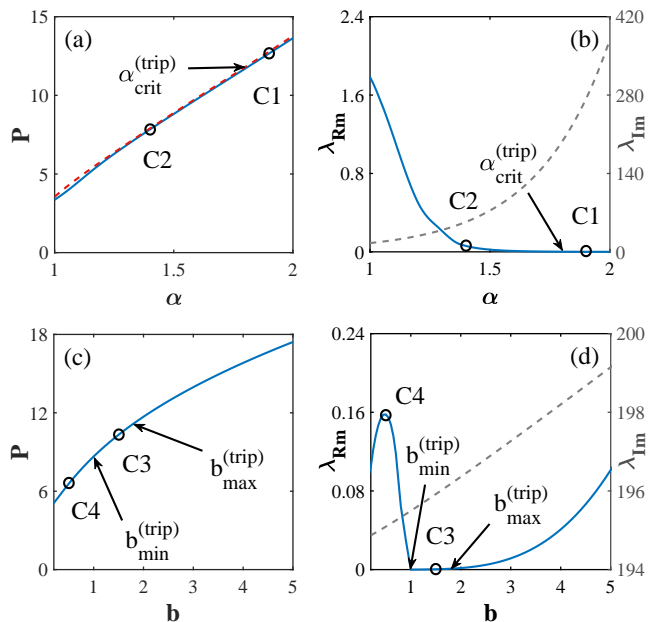 (a)
15
10
5
0
P
α_crit^(trip)
C1
C2
1
1.5
2
α
(b)
2.4
1.6
0.8
0
λ_Rm
420
310
240
140
0
λ_Im
C2
α_crit^(trip)
C1
1
1.5
2
α
(c)
18
12
6
0
P
C4
C3
b_max^(trip)
b_min^(trip)
1
2
3
4
5
b
(d)
0.24
0.16
0.08
0
λ_Rm
200
198
196
194
λ_Im
C4
b_min^(trip)
C3
b_max^(trip)
1
2
3
4
5
b